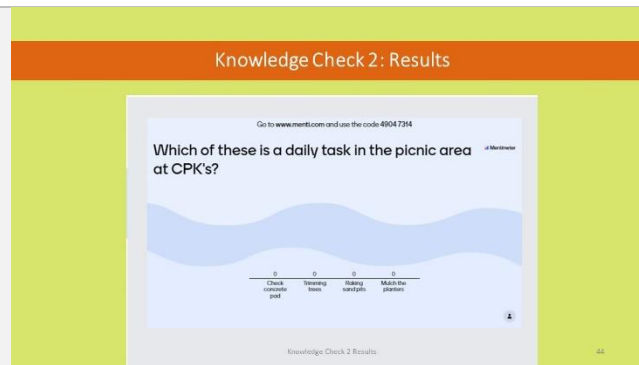 Knowledge Check 2: Results
Go to www.menti.com and use the code 4904 7314
Which of these is a daily task in the picnic area
at CPK's?
Mentimeter
0 0 0 0
Check Trimming Raking Mulch the
concrete trees sand pits planters
pad
Knowledge Check 2 Results
44